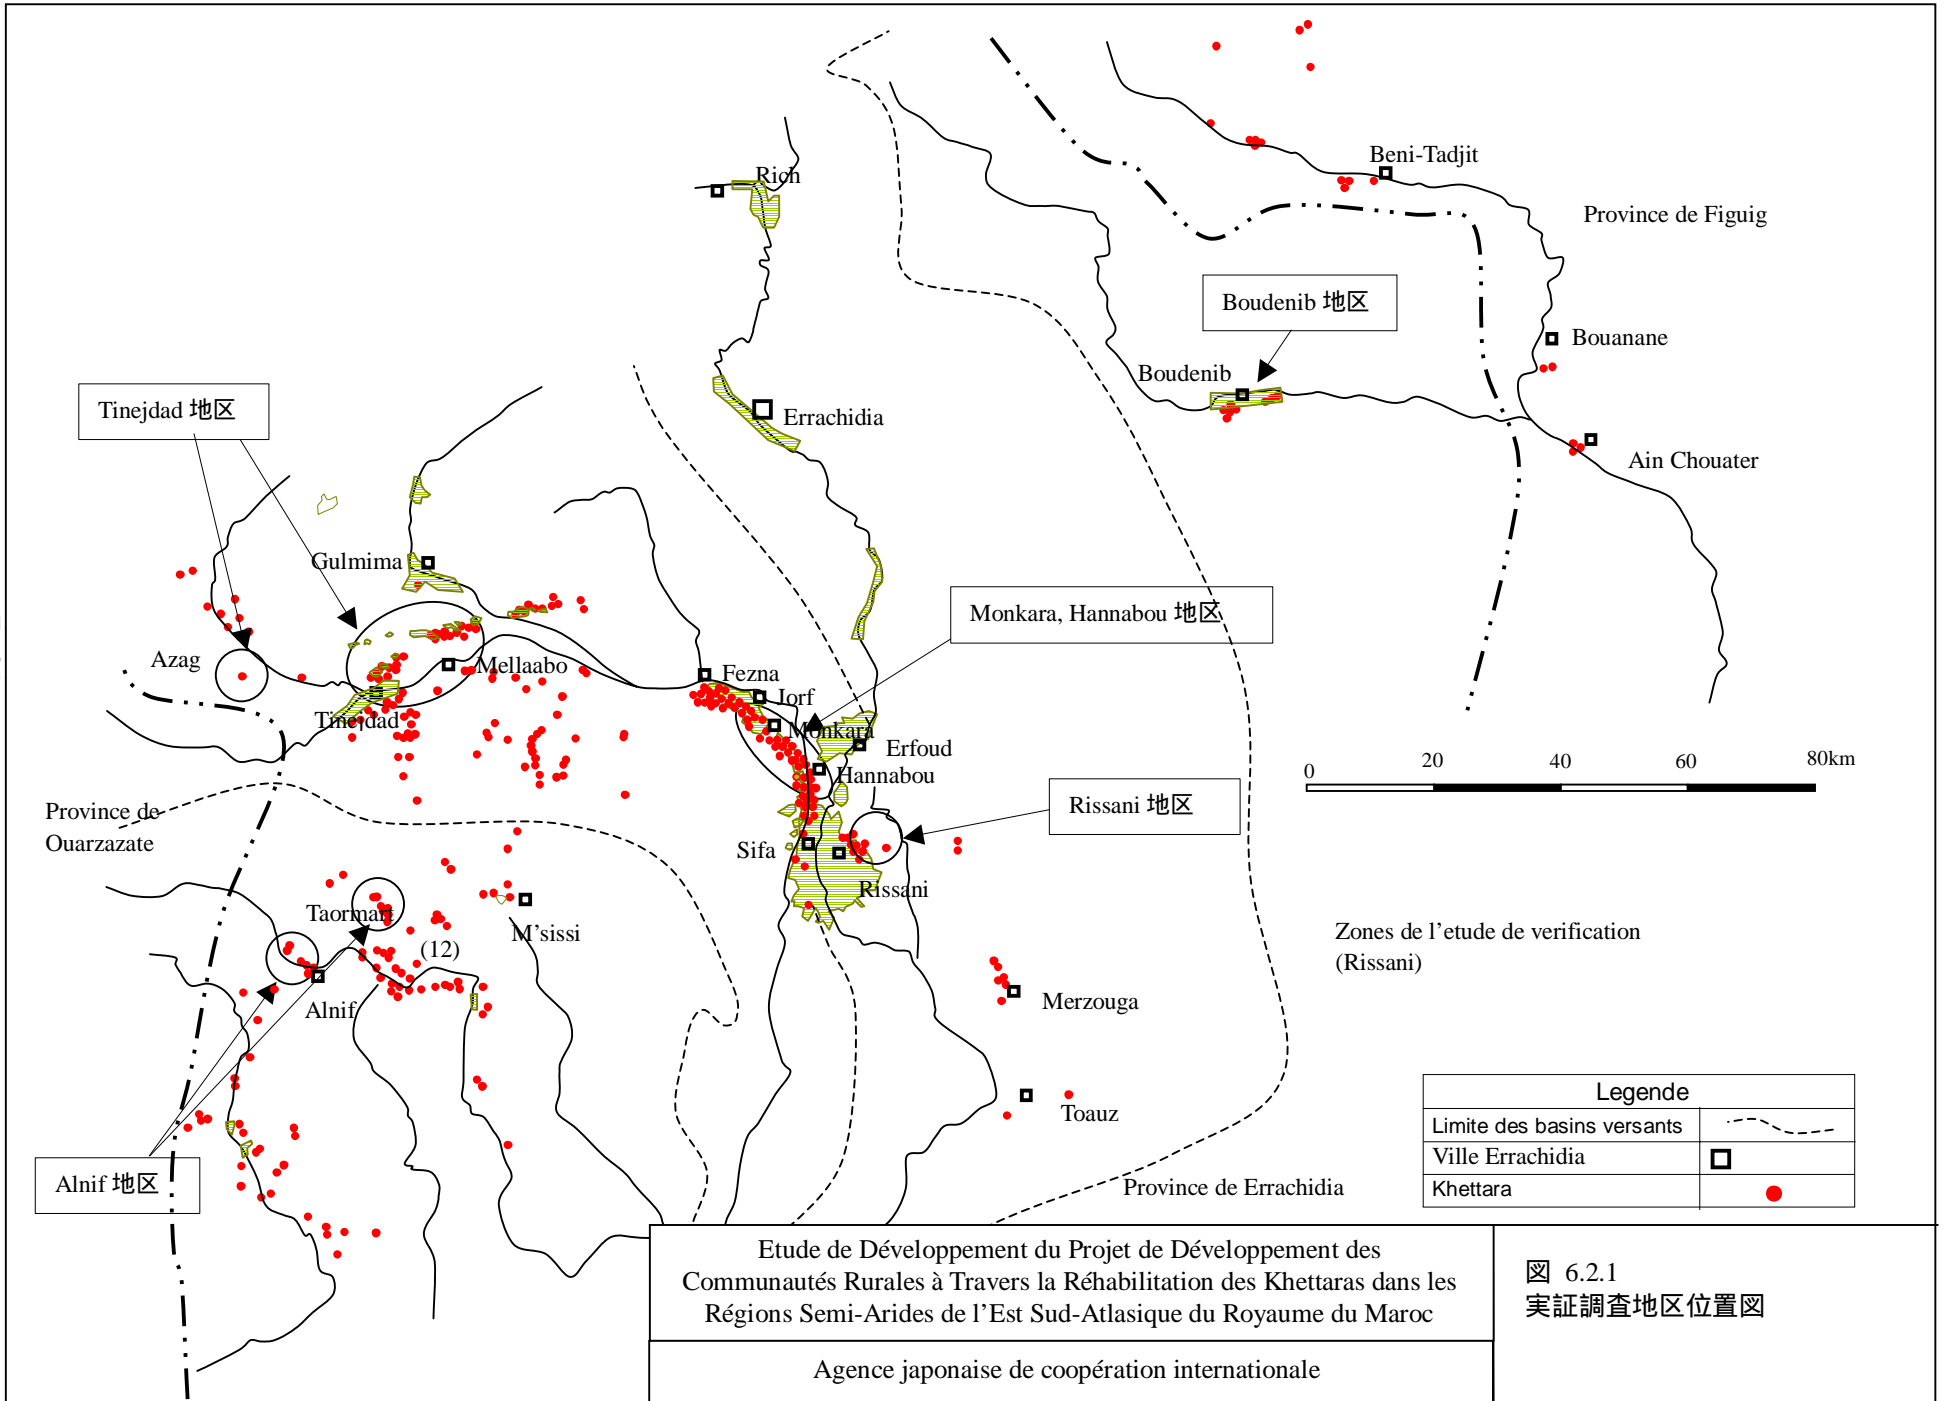 Rich
Beni-Tadjit
Province de Figuig
Boudenib 地区
Bouanane
Boudenib
Tinejdad 地区
Errachidia
Ain Chouater
Gulmima
Monkara, Hannabou 地区
Azag
Mellaabo
Fezna
Jorf
Tinejdad
Monkara
Erfoud
Hannabou
0 20 40 60 80km
Province de
Ouarzazate
Rissani 地区
Sifa
Rissani
Taormart
M'sissi
(12)
Zones de l'etude de verification
(Rissani)
Alnif
Merzouga
Toauz
Alnif 地区
Province de Errachidia
Legende
Limite des basins versants
Ville Errachidia
Khettara
Etude de Développement du Projet de Développement des
Communautés Rurales à Travers la Réhabilitation des Khettaras dans les
Régions Semi-Arides de l'Est Sud-Atlasique du Royaume du Maroc
Agence japonaise de coopération internationale
図 6.2.1
実証調査地区位置図